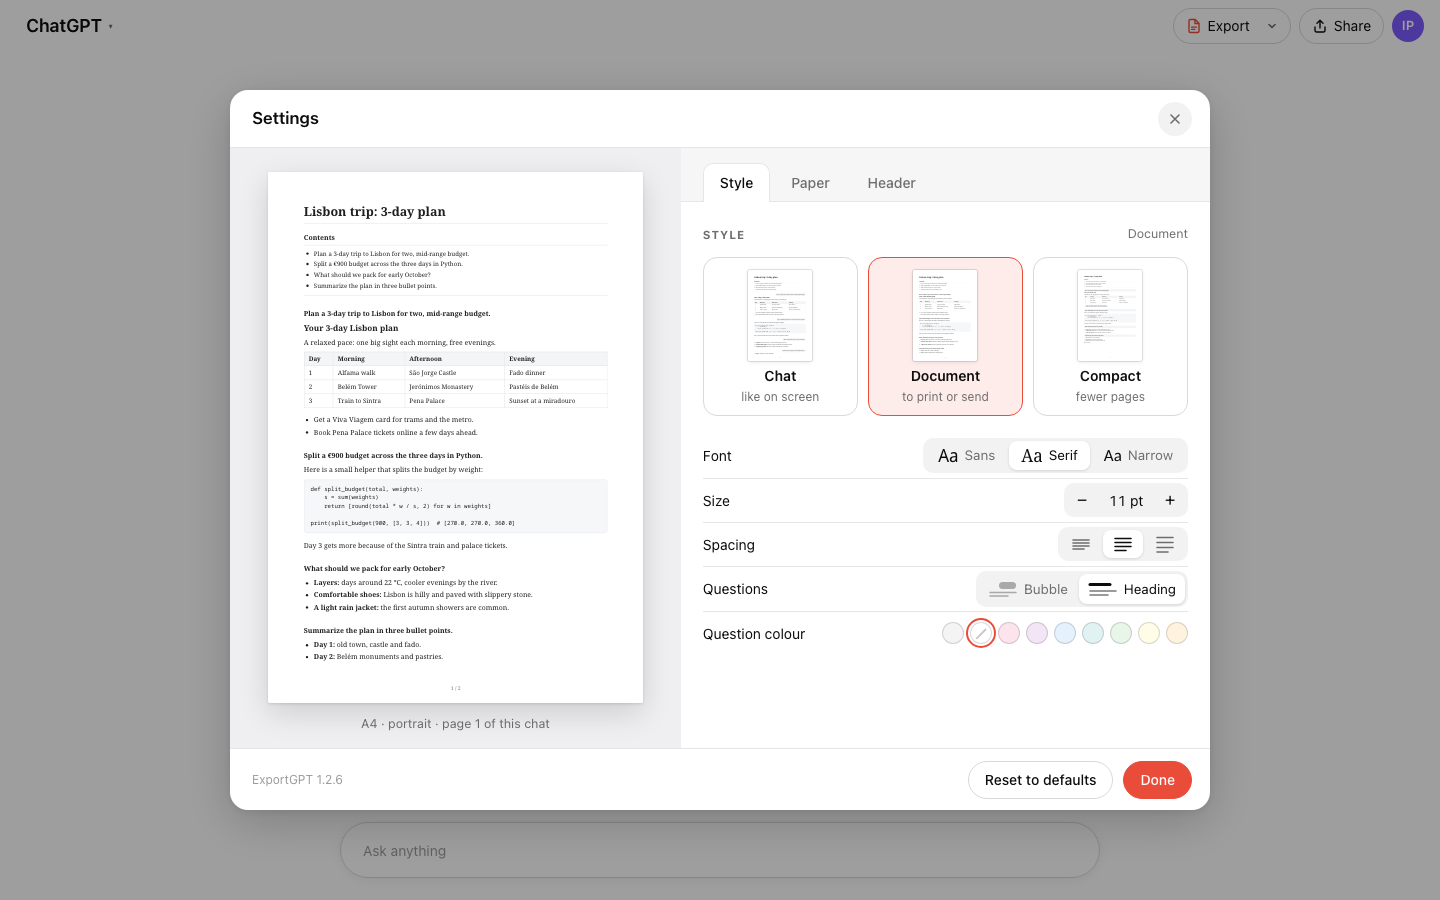 ChatGPT
Export
Share
IP
Settings
Lisbon trip: 3-day plan
Contents
• Plan a 3-day trip to Lisbon for two, mid-range budget.
• Split a €900 budget across the three days in Python.
• What should we pack for early October?
• Summarize the plan in three bullet points.
Plan a 3-day trip to Lisbon for two, mid-range budget.
Your 3-day Lisbon plan
A relaxed pace: one big sight each morning, free evenings.
Day Morning Afternoon Evening
1 Alfama walk São Jorge Castle Fado dinner
2 Belém Tower Jerónimos Monastery Pastéis de Belém
3 Train to Sintra Pena Palace Sunset at a miradouro
• Get a Viva Viagem card for trams and the metro.
• Book Pena Palace tickets online a few days ahead.
Split a €900 budget across the three days in Python.
Here is a small helper that splits the budget by weight:
def split_budget(total, weights):
    s = sum(weights)
    return [round(total * w / s, 2) for w in weights]
print(split_budget(900, [3, 3, 4]))  # [270.0, 270.0, 360.0]
Day 3 gets more because of the Sintra train and palace tickets.
What should we pack for early October?
• Layers: days around 22 °C, cooler evenings by the river.
• Comfortable shoes: Lisbon is hilly and paved with slippery stone.
• A light rain jacket: the first autumn showers are common.
Summarize the plan in three bullet points.
• Day 1: old town, castle and fado.
• Day 2: Belém monuments and pastries.
1 / 2
A4 · portrait · page 1 of this chat
Style Paper Header
STYLE Document
Chat
like on screen
Document
to print or send
Compact
fewer pages
Font Aa Sans Aa Serif Aa Narrow
Size − 11 pt +
Spacing
Questions Bubble Heading
Question colour
ExportGPT 1.2.6
Reset to defaults
Done
Ask anything